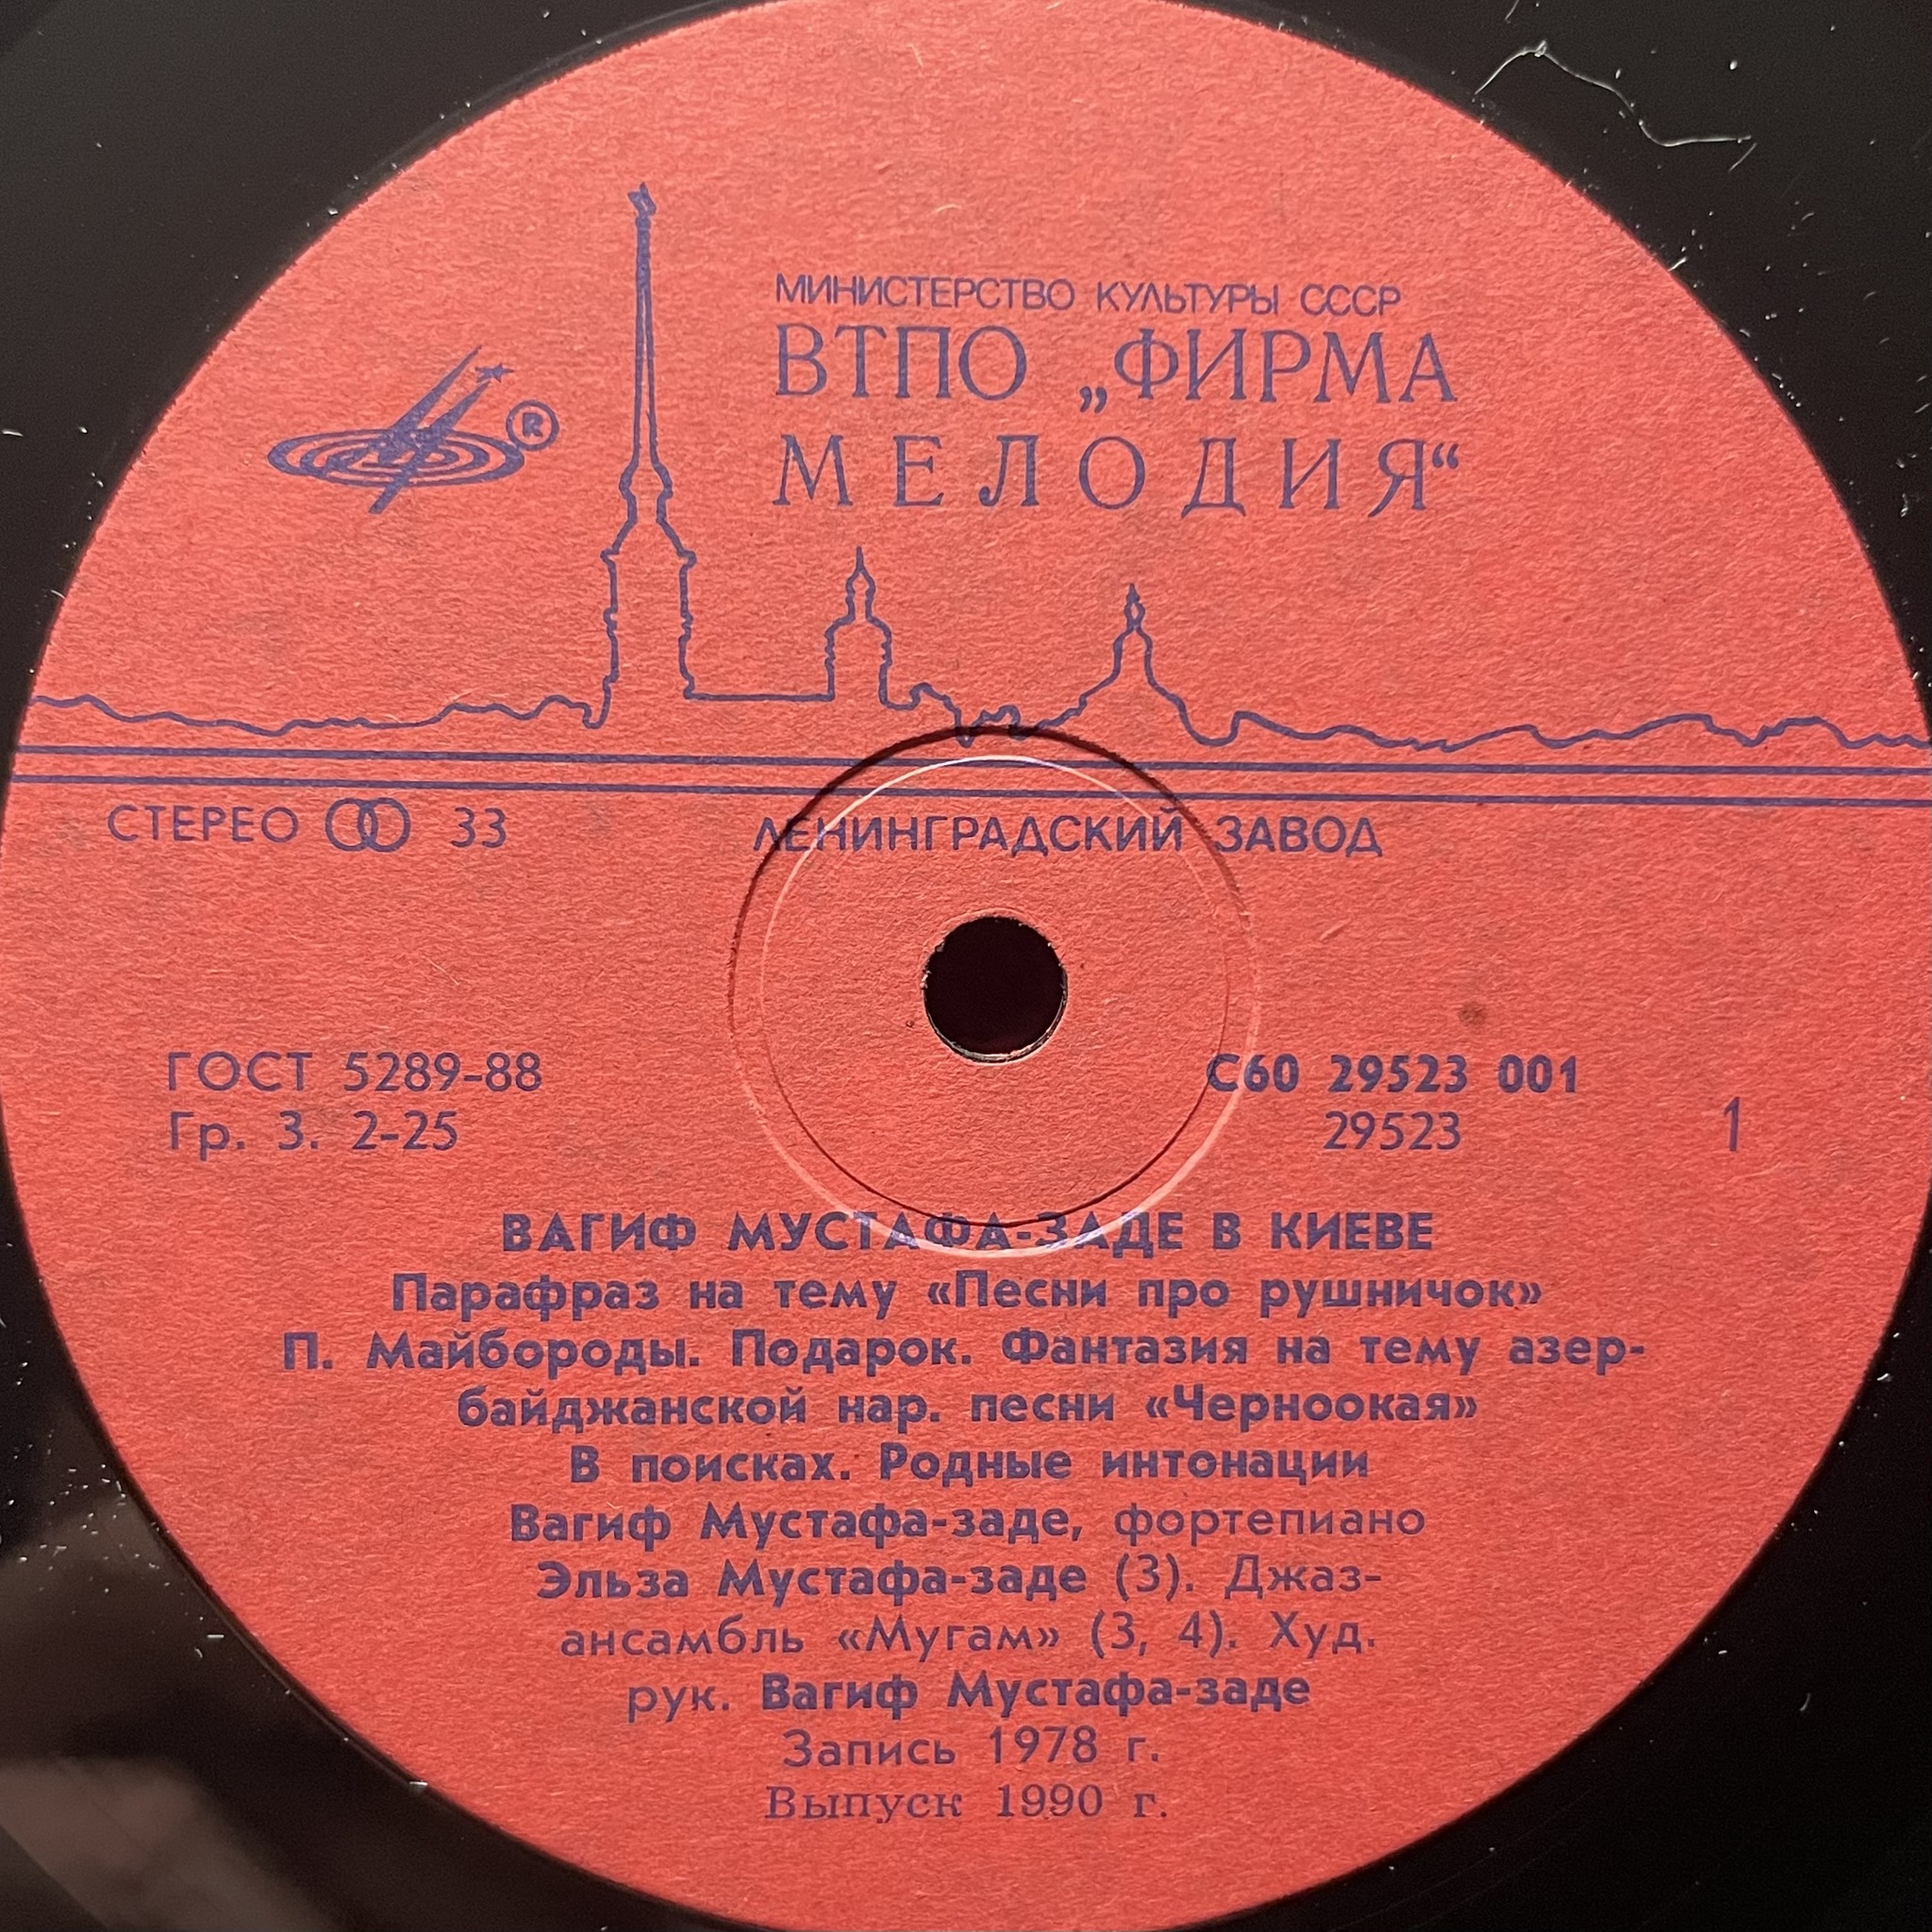 МИНИСТЕРСТВО КУЛЬТУРЫ СССР
ВТПО „ФИРМА
МЕЛОДИЯ“
®
СТЕРЕО 33
ЛЕНИНГРАДСКИЙ ЗАВОД
ГОСТ 5289-88
Гр. 3. 2-25
С60 29523 001
29523
1
ВАГИФ МУСТАФА-ЗАДЕ В КИЕВЕ
Парафраз на тему «Песни про рушничок»
П. Майбороды. Подарок. Фантазия на тему азер-
байджанской нар. песни «Черноокая»
В поисках. Родные интонации
Вагиф Мустафа-заде, фортепиано
Эльза Мустафа-заде (3). Джаз-
ансамбль «Мугам» (3, 4). Худ.
рук. Вагиф Мустафа-заде
Запись 1978 г.
Выпуск 1990 г.